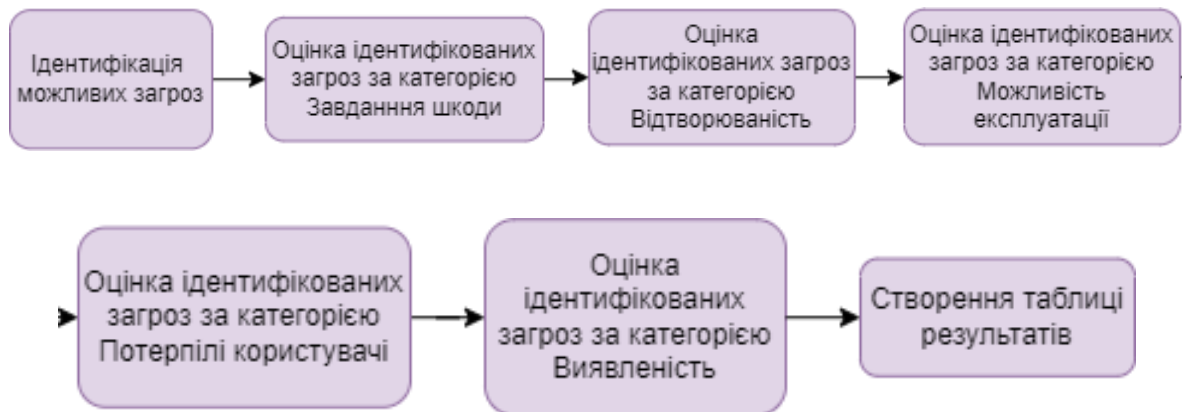 Ідентифікація
можливих загроз
Оцінка ідентифікованих
загроз за категорією
Завданння шкоди
Оцінка
ідентифікованих загроз
за категорією
Відтворюваність
Оцінка ідентифікованих
загроз за категорією
Можливість
експлуатації
Оцінка ідентифікованих
загроз за категорією
Потерпілі користувачі
Оцінка
ідентифікованих
загроз за категорією
Виявленість
Створення таблиці
результатів